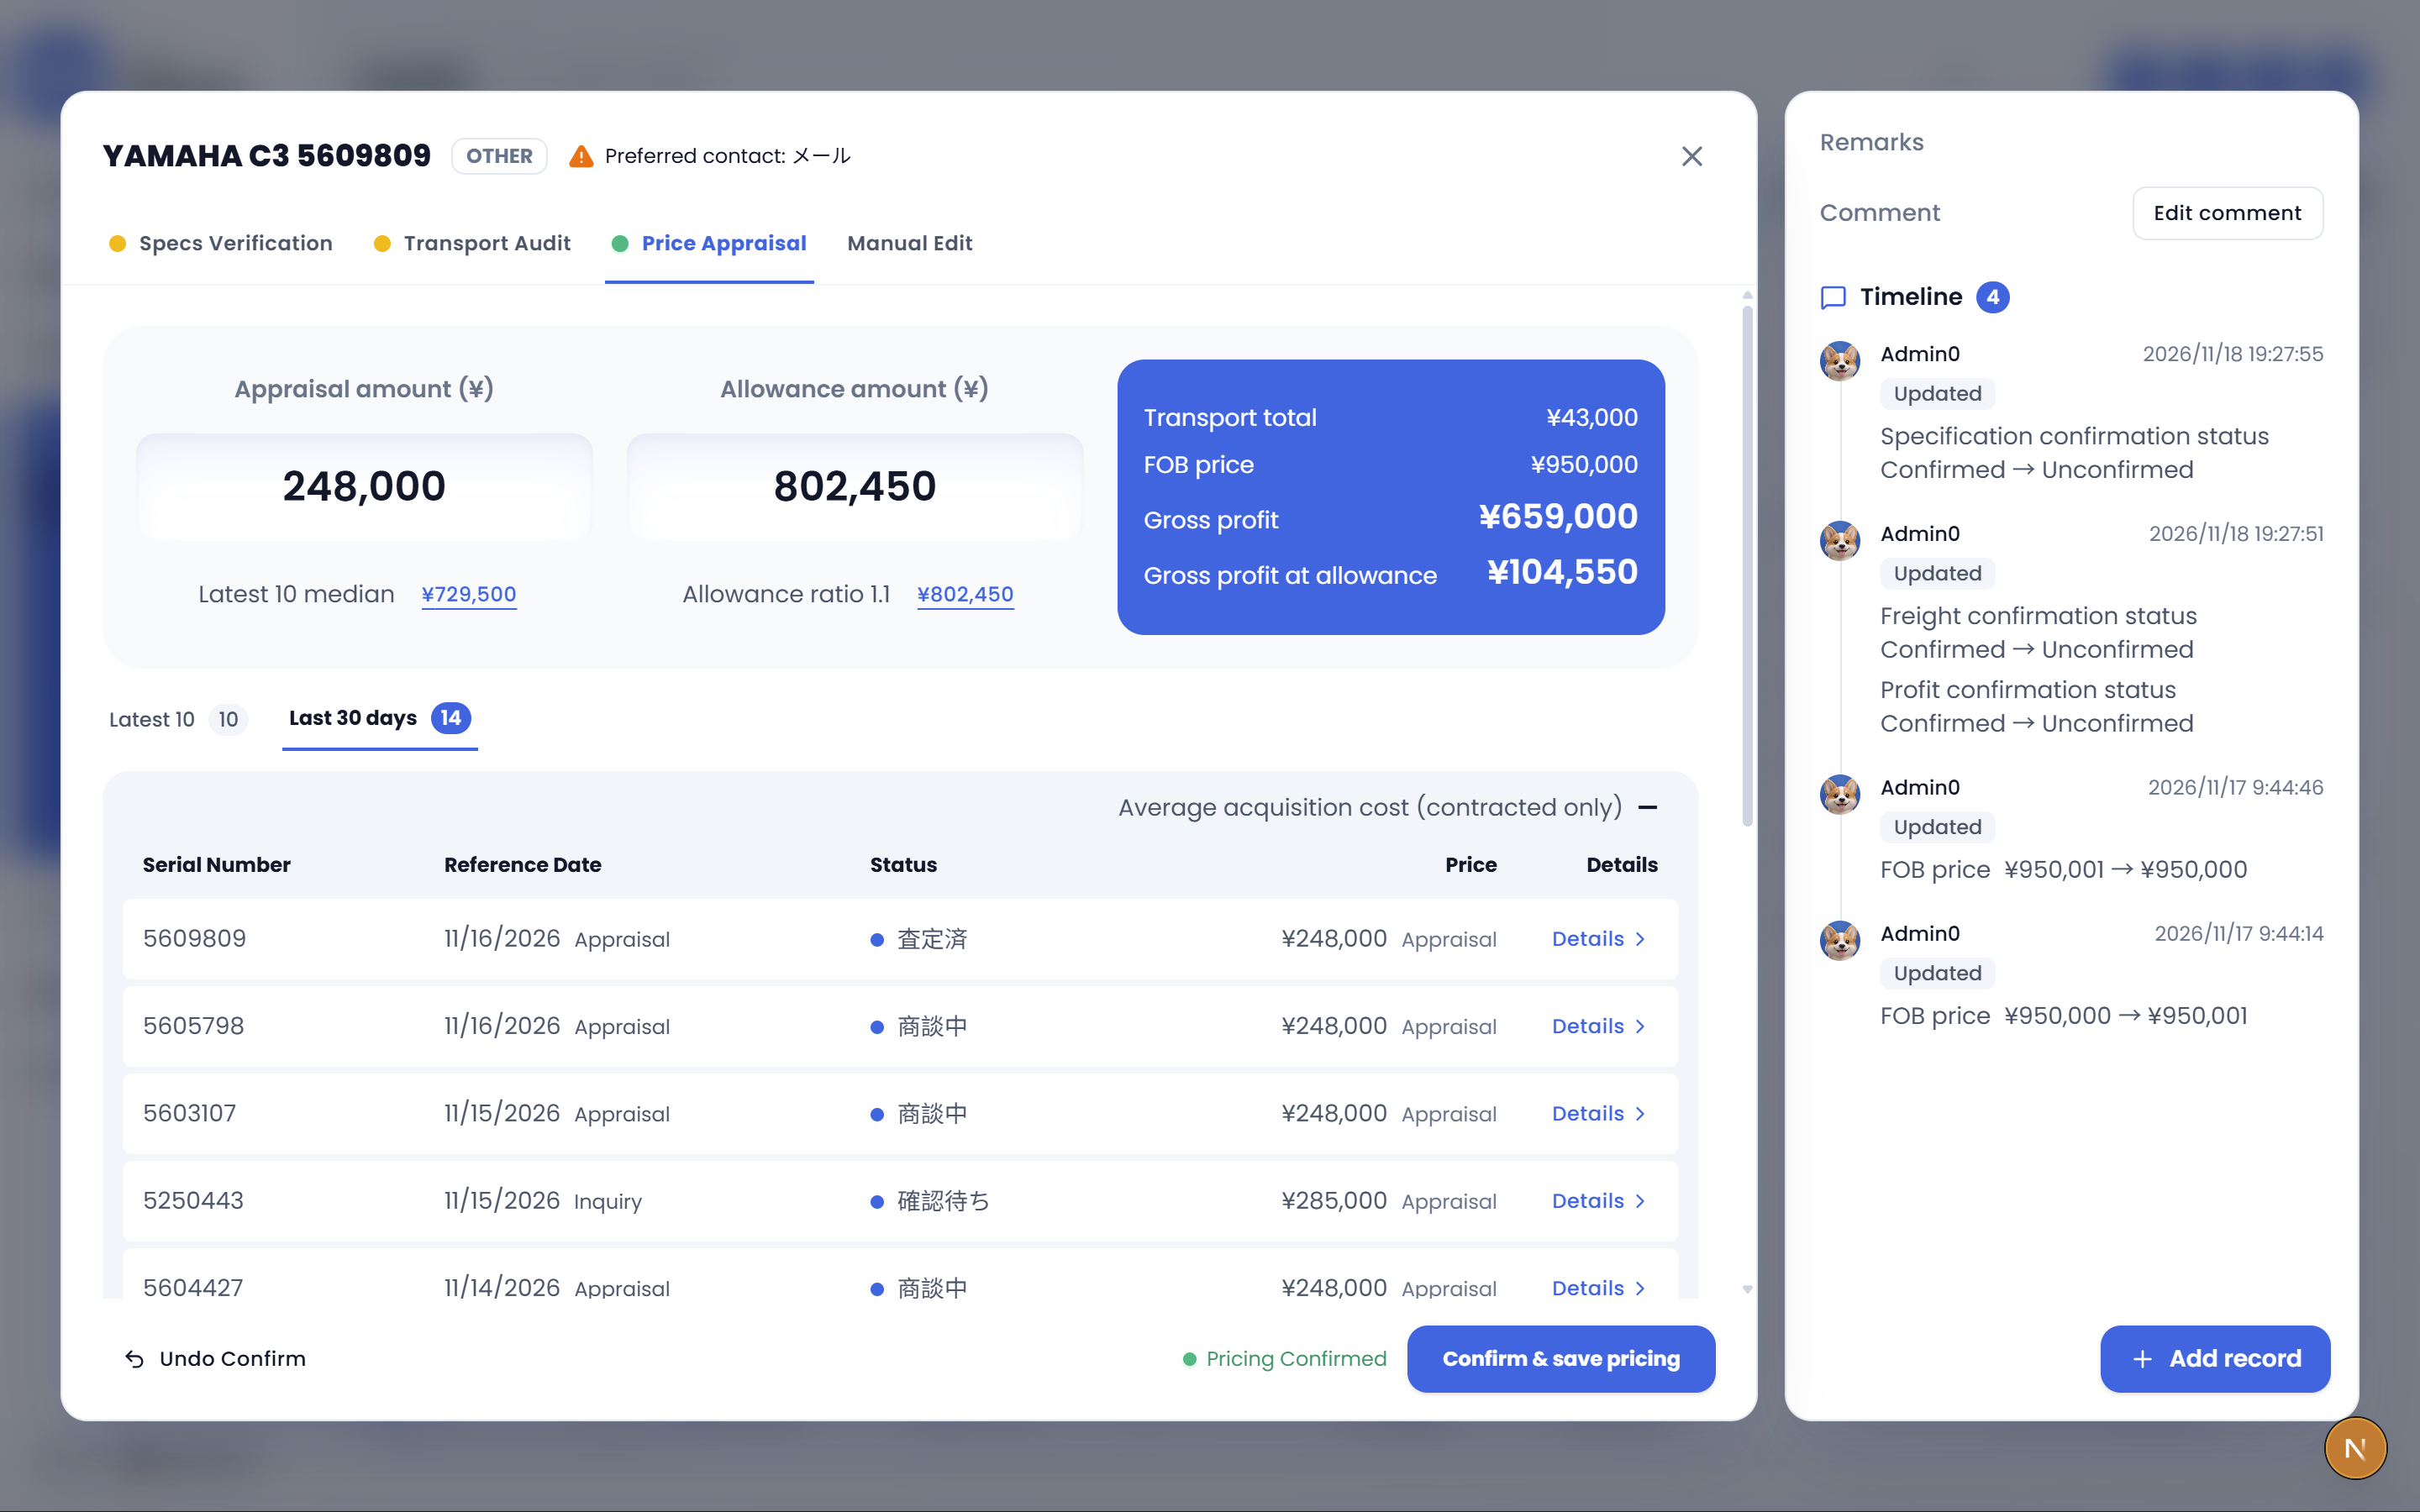 YAMAHA C3 5609809 OTHER Preferred contact: メール
Specs Verification Transport Audit Price Appraisal Manual Edit
Appraisal amount (¥)
248,000
Latest 10 median ¥729,500
Allowance amount (¥)
802,450
Allowance ratio 1.1 ¥802,450
Transport total ¥43,000
FOB price ¥950,000
Gross profit ¥659,000
Gross profit at allowance ¥104,550
Latest 10 10 Last 30 days 14
Average acquisition cost (contracted only) –
Serial Number Reference Date Status Price Details
5609809 11/16/2026 Appraisal 査定済 ¥248,000 Appraisal Details
5605798 11/16/2026 Appraisal 商談中 ¥248,000 Appraisal Details
5603107 11/15/2026 Appraisal 商談中 ¥248,000 Appraisal Details
5250443 11/15/2026 Inquiry 確認待ち ¥285,000 Appraisal Details
5604427 11/14/2026 Appraisal 商談中 ¥248,000 Appraisal Details
Undo Confirm Pricing Confirmed Confirm & save pricing
Remarks
Comment Edit comment
Timeline 4
Admin0 2026/11/18 19:27:55
Updated
Specification confirmation status
Confirmed → Unconfirmed
Admin0 2026/11/18 19:27:51
Updated
Freight confirmation status
Confirmed → Unconfirmed
Profit confirmation status
Confirmed → Unconfirmed
Admin0 2026/11/17 9:44:46
Updated
FOB price ¥950,001 → ¥950,000
Admin0 2026/11/17 9:44:14
Updated
FOB price ¥950,000 → ¥950,001
+ Add record
N